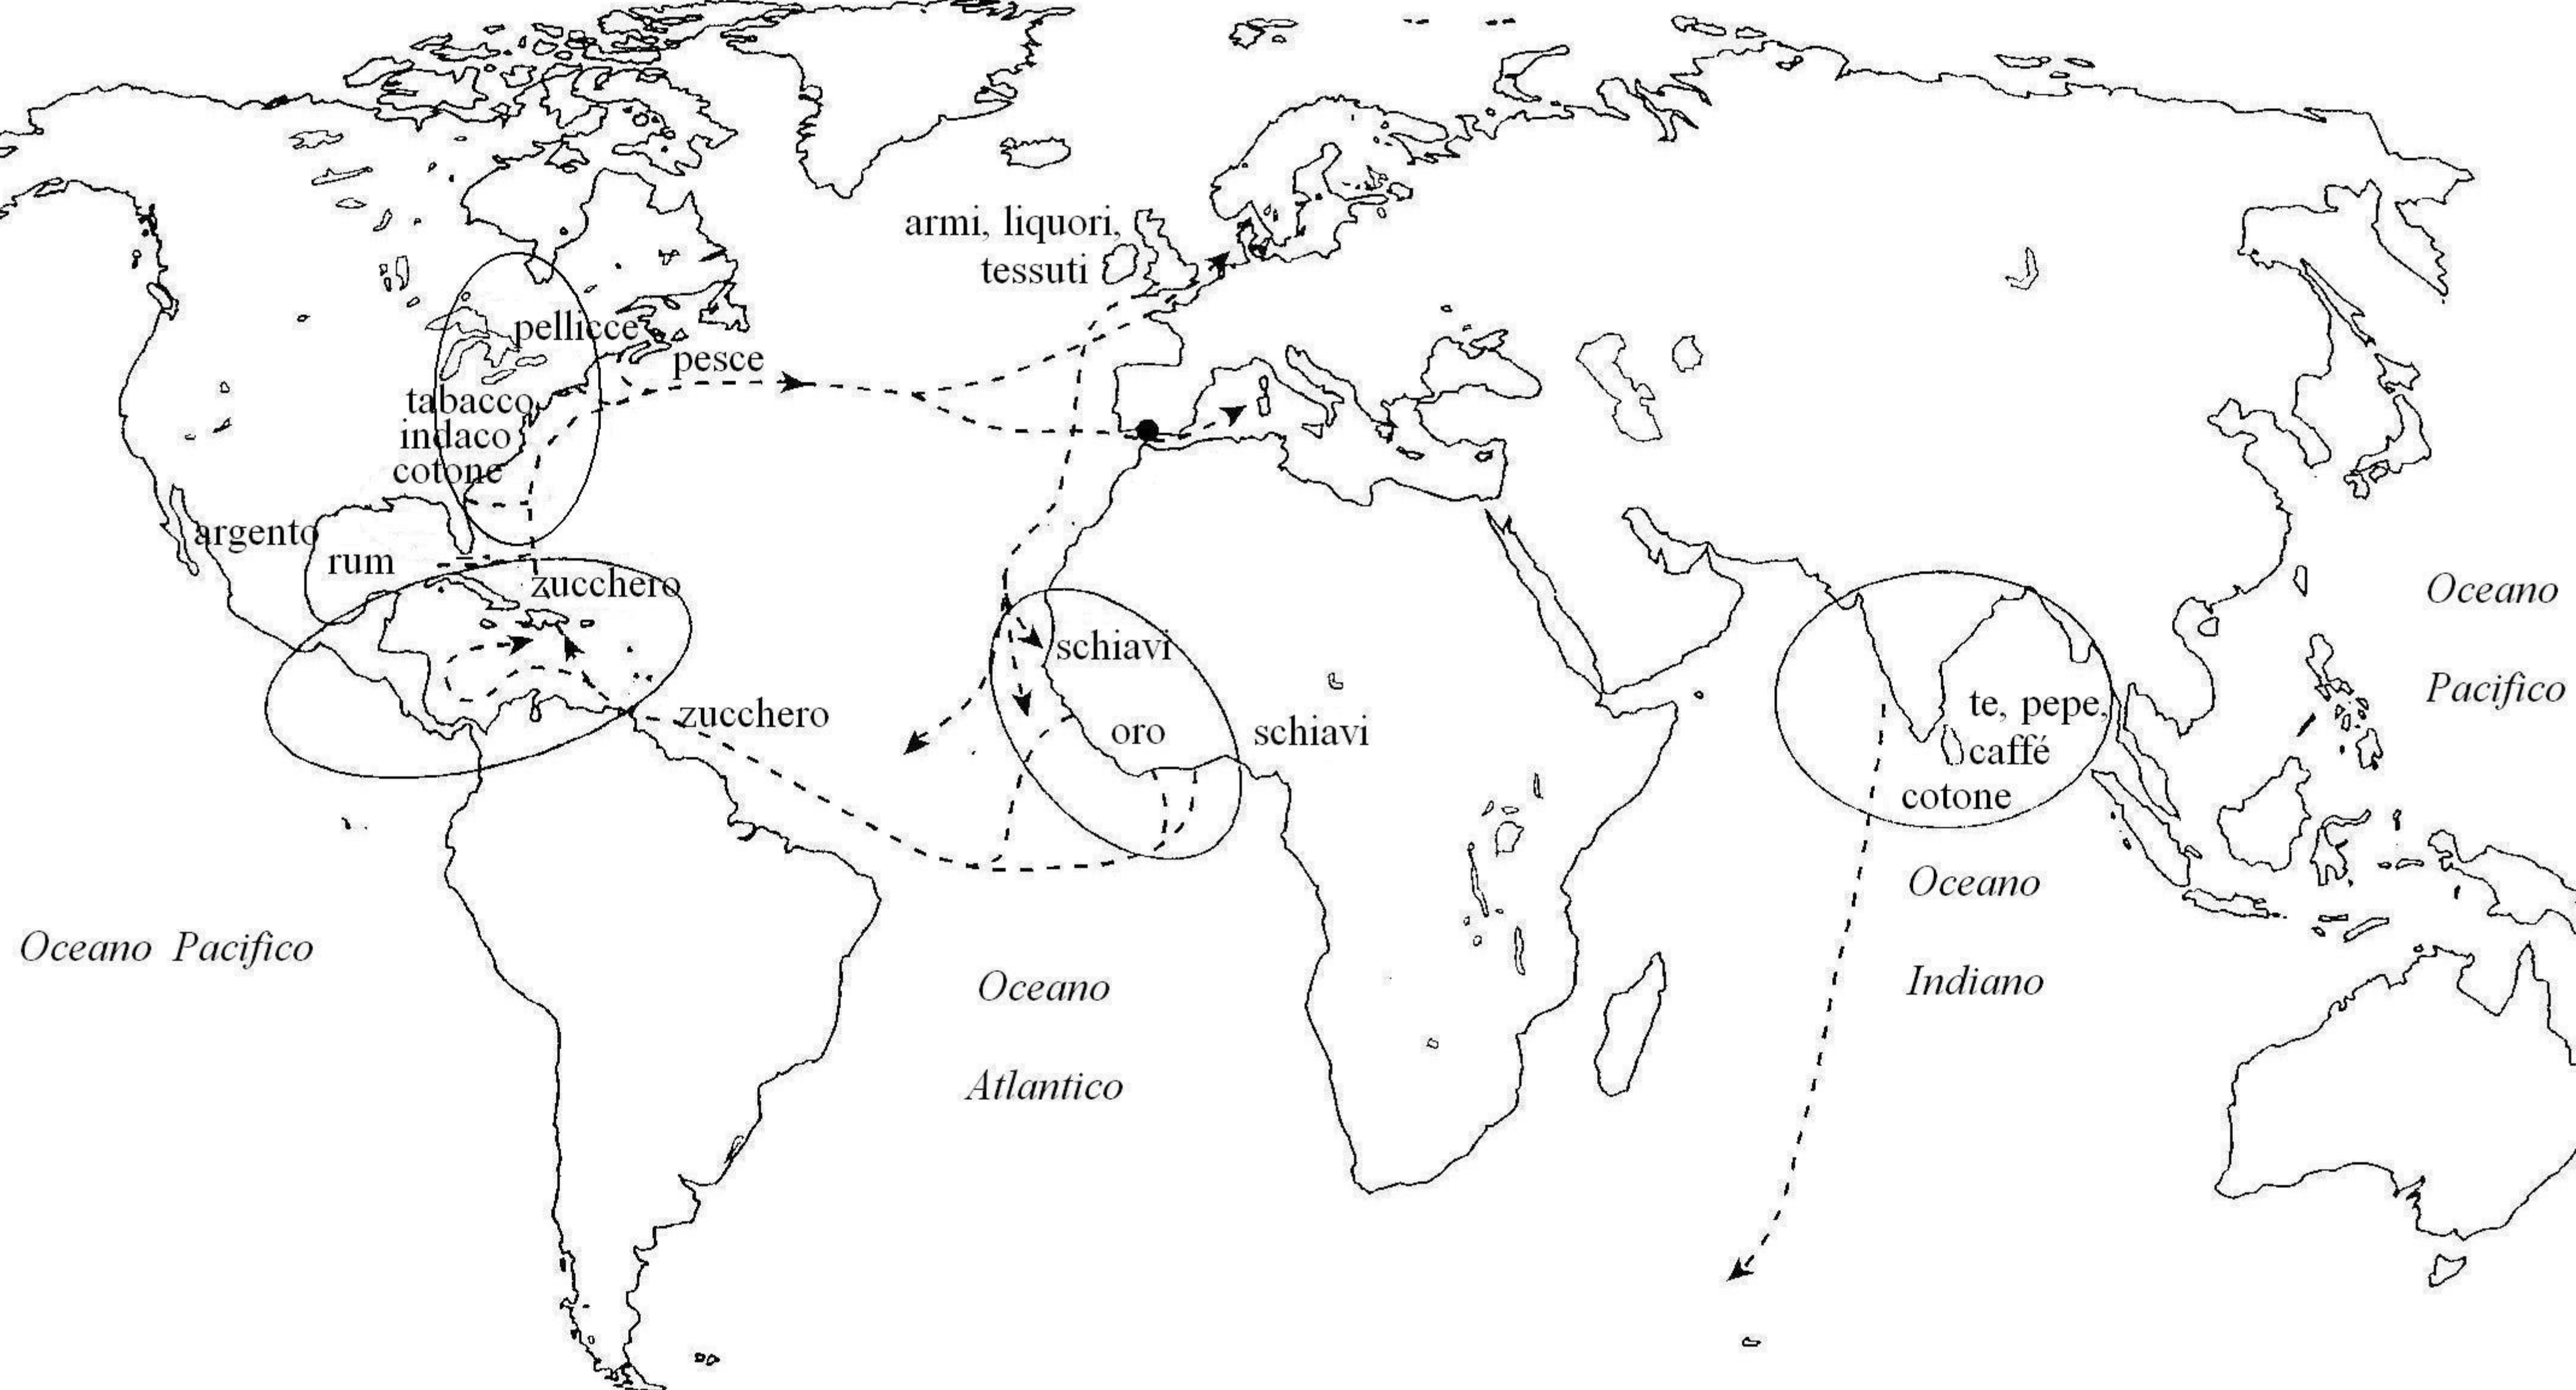 armi, liquori,
tessuti
pellicce
pesce
tabacco
indaco
cotone
argento
rum
zucchero
zucchero
schiavi
oro
schiavi
te, pepe,
caffé
cotone
Oceano
Pacifico
Oceano
Indiano
Oceano Pacifico
Oceano
Atlantico